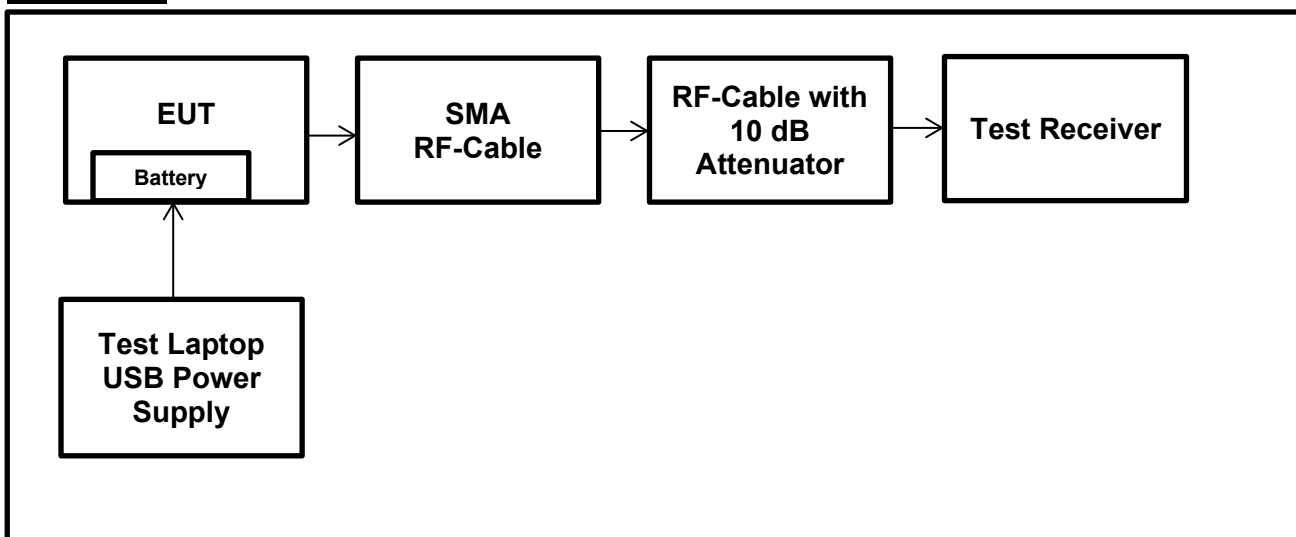 EUT
Battery
SMA
RF-Cable
RF-Cable with
10 dB
Attenuator
Test Receiver
Test Laptop
USB Power
Supply